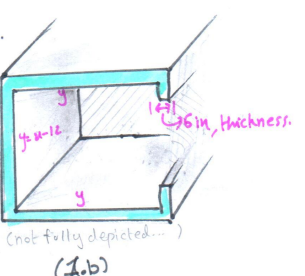 y
6 in, thickness.
y = x - 12
y
(not fully depicted...)
(1.b)